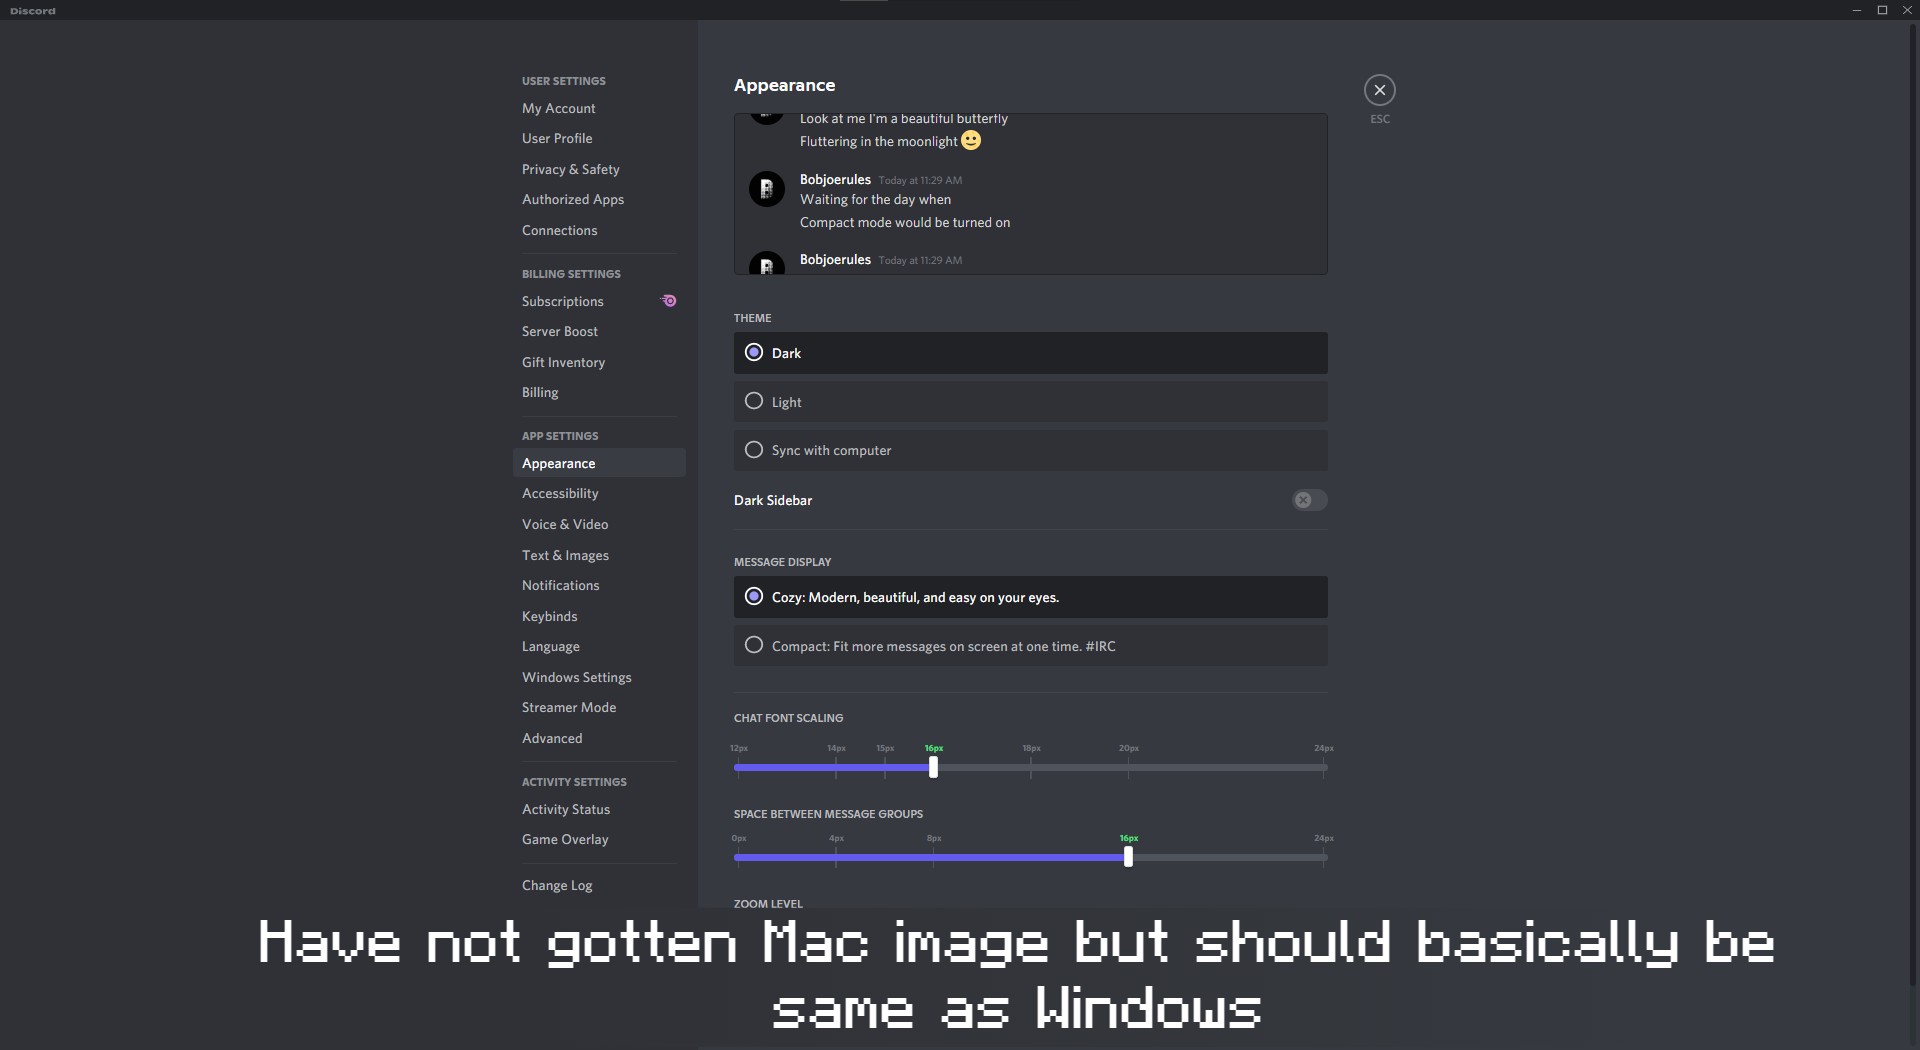 Discord
USER SETTINGS
My Account
User Profile
Privacy & Safety
Authorized Apps
Connections
BILLING SETTINGS
Subscriptions
Server Boost
Gift Inventory
Billing
APP SETTINGS
Appearance
Accessibility
Voice & Video
Text & Images
Notifications
Keybinds
Language
Windows Settings
Streamer Mode
Advanced
ACTIVITY SETTINGS
Activity Status
Game Overlay
Change Log
Appearance
ESC
Look at me I'm a beautiful butterfly
Fluttering in the moonlight 🙂
Bobjoerules Today at 11:29 AM
Waiting for the day when
Compact mode would be turned on
Bobjoerules Today at 11:29 AM
THEME
Dark
Light
Sync with computer
Dark Sidebar
MESSAGE DISPLAY
Cozy: Modern, beautiful, and easy on your eyes.
Compact: Fit more messages on screen at one time. #IRC
CHAT FONT SCALING
12px 14px 15px 16px 18px 20px 24px
SPACE BETWEEN MESSAGE GROUPS
0px 4px 8px 16px 24px
ZOOM LEVEL
Have not gotten Mac image but should basically be
same as Windows